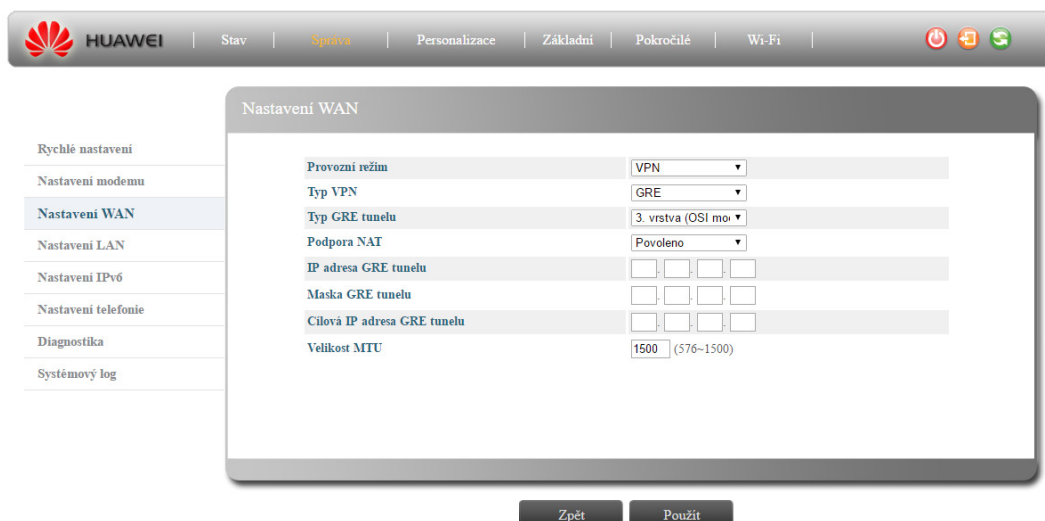 HUAWEI | Stav | Správa | Personalizace | Základní | Pokročilé | Wi-Fi |
Nastavení WAN
Rychlé nastavení
Nastavení modemu
Nastavení WAN
Nastavení LAN
Nastavení IPv6
Nastavení telefonie
Diagnostika
Systémový log
Provozní režim VPN
Typ VPN GRE
Typ GRE tunelu 3. vrstva (OSI mo
Podpora NAT Povoleno
IP adresa GRE tunelu . . .
Maska GRE tunelu . . .
Cílová IP adresa GRE tunelu . . .
Velikost MTU 1500 (576~1500)
Zpět Použít